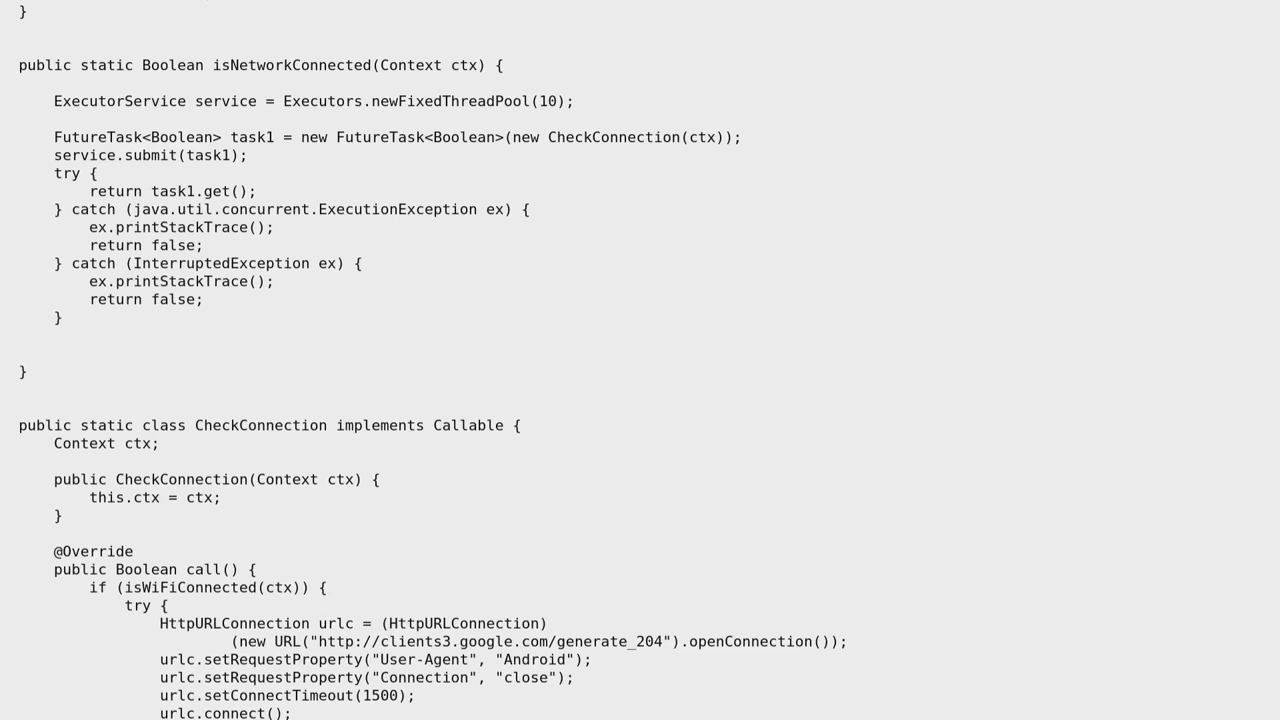 }
public static Boolean isNetworkConnected(Context ctx) {
ExecutorService service = Executors.newFixedThreadPool(10);
FutureTask<Boolean> task1 = new FutureTask<Boolean>(new CheckConnection(ctx));
service.submit(task1);
try {
return task1.get();
} catch (java.util.concurrent.ExecutionException ex) {
ex.printStackTrace();
return false;
} catch (InterruptedException ex) {
ex.printStackTrace();
return false;
}
}
public static class CheckConnection implements Callable {
Context ctx;
public CheckConnection(Context ctx) {
this.ctx = ctx;
}
@Override
public Boolean call() {
if (isWiFiConnected(ctx)) {
try {
HttpURLConnection urlc = (HttpURLConnection)
(new URL("http://clients3.google.com/generate_204").openConnection());
urlc.setRequestProperty("User-Agent", "Android");
urlc.setRequestProperty("Connection", "close");
urlc.setConnectTimeout(1500);
urlc.connect();